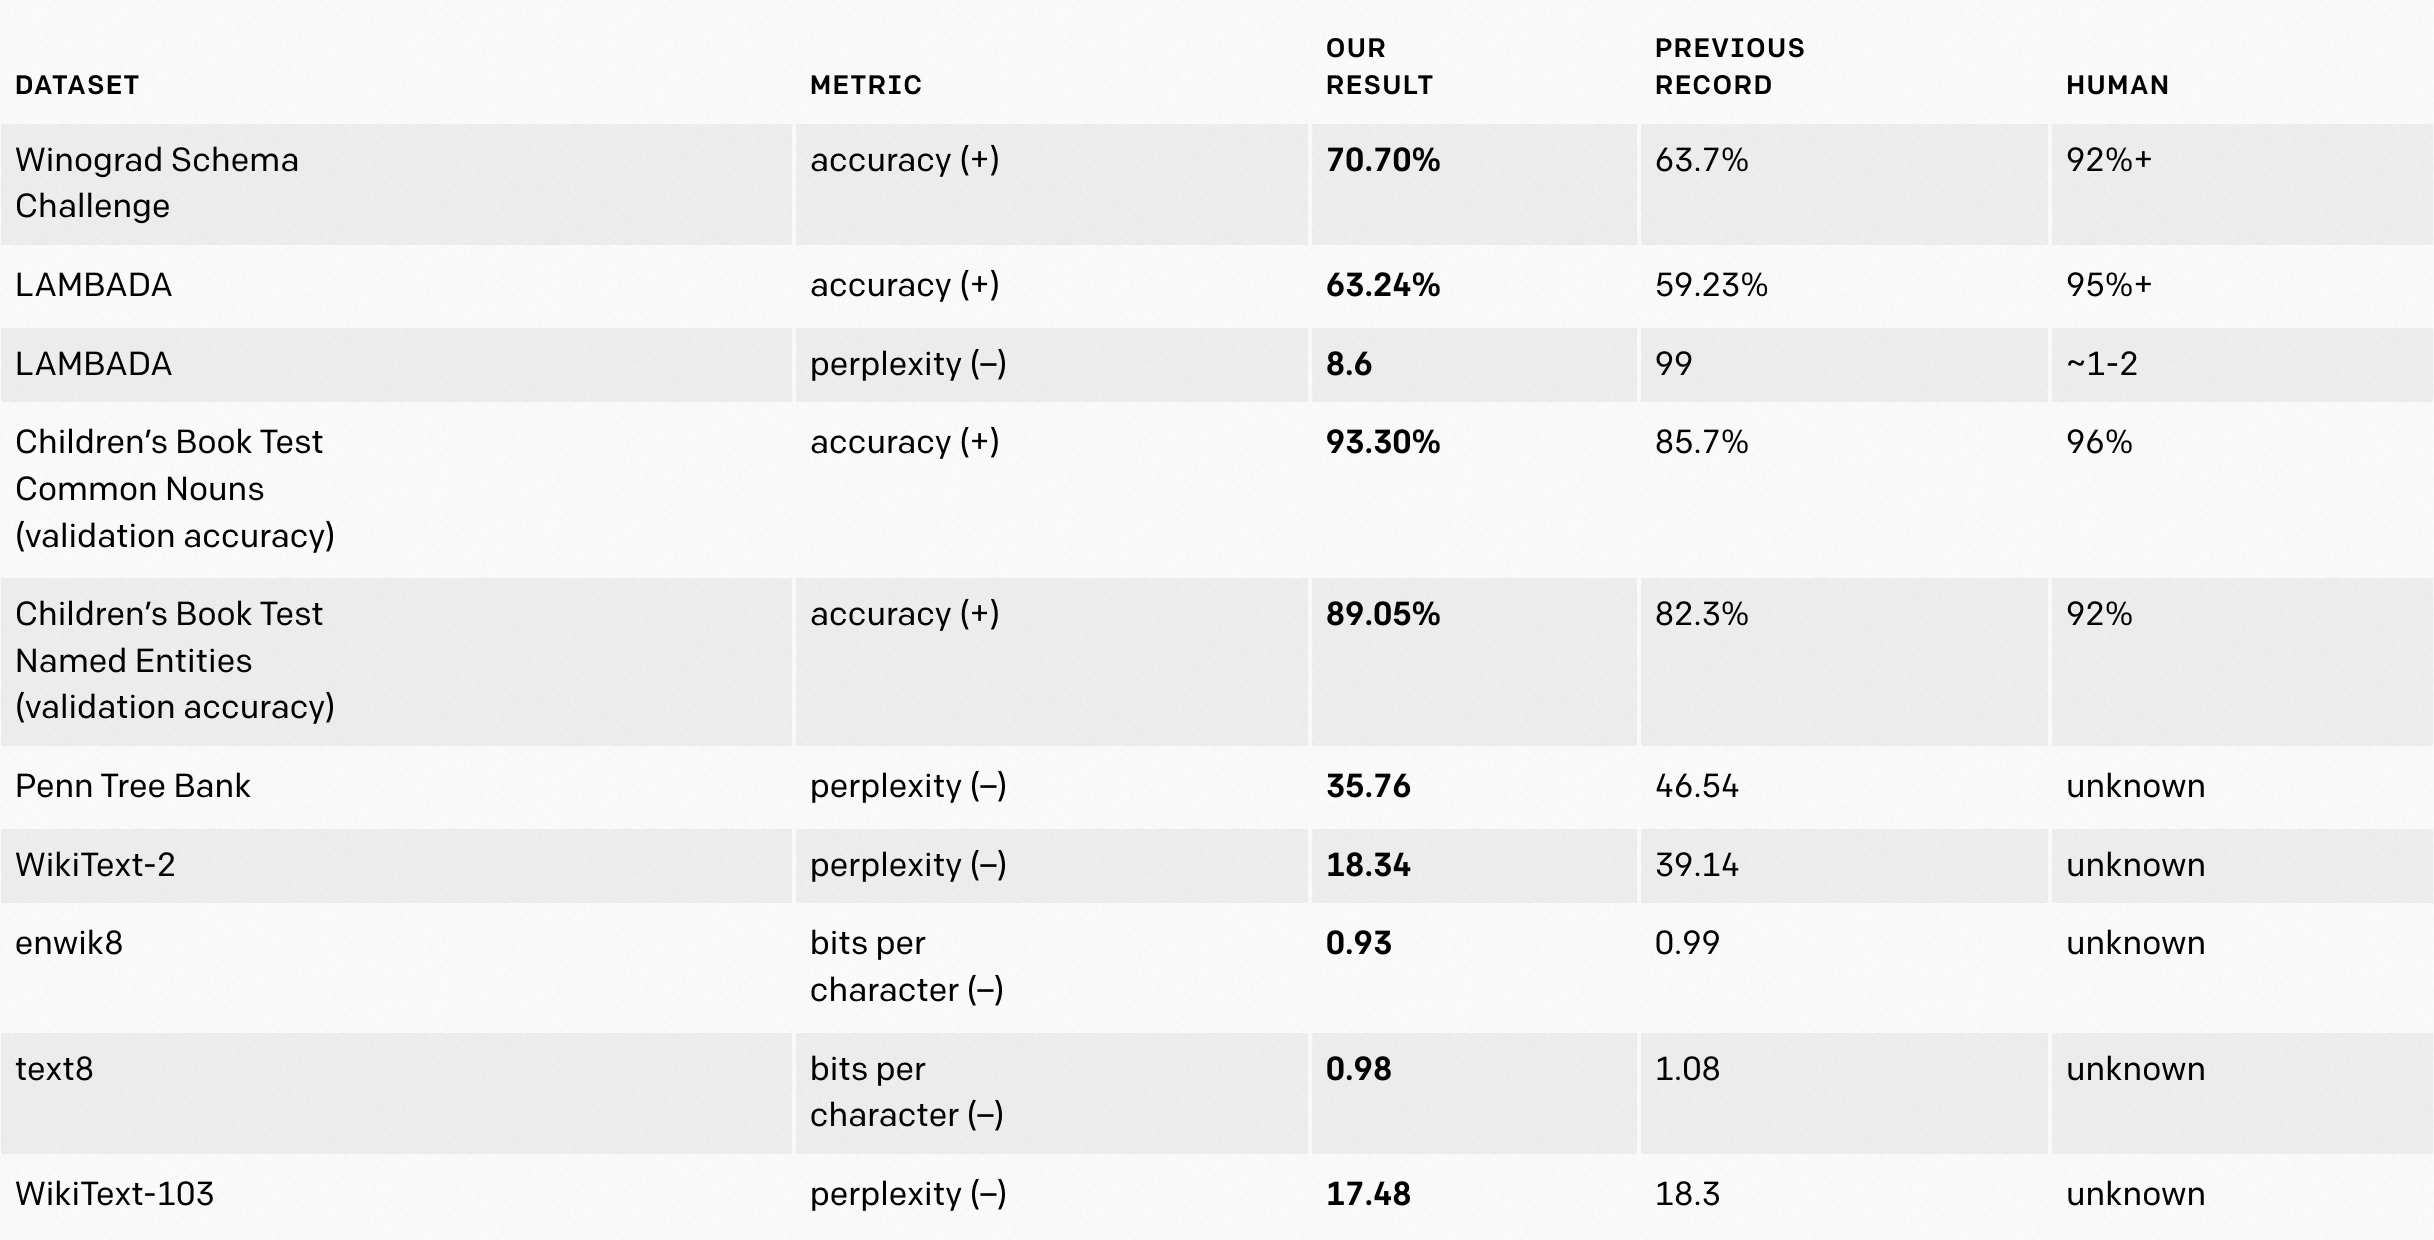 DATASET METRIC OUR RESULT PREVIOUS RECORD HUMAN
Winograd Schema Challenge accuracy (+) 70.70% 63.7% 92%+
LAMBADA accuracy (+) 63.24% 59.23% 95%+
LAMBADA perplexity (–) 8.6 99 ~1-2
Children’s Book Test Common Nouns (validation accuracy) accuracy (+) 93.30% 85.7% 96%
Children’s Book Test Named Entities (validation accuracy) accuracy (+) 89.05% 82.3% 92%
Penn Tree Bank perplexity (–) 35.76 46.54 unknown
WikiText-2 perplexity (–) 18.34 39.14 unknown
enwik8 bits per character (–) 0.93 0.99 unknown
text8 bits per character (–) 0.98 1.08 unknown
WikiText-103 perplexity (–) 17.48 18.3 unknown